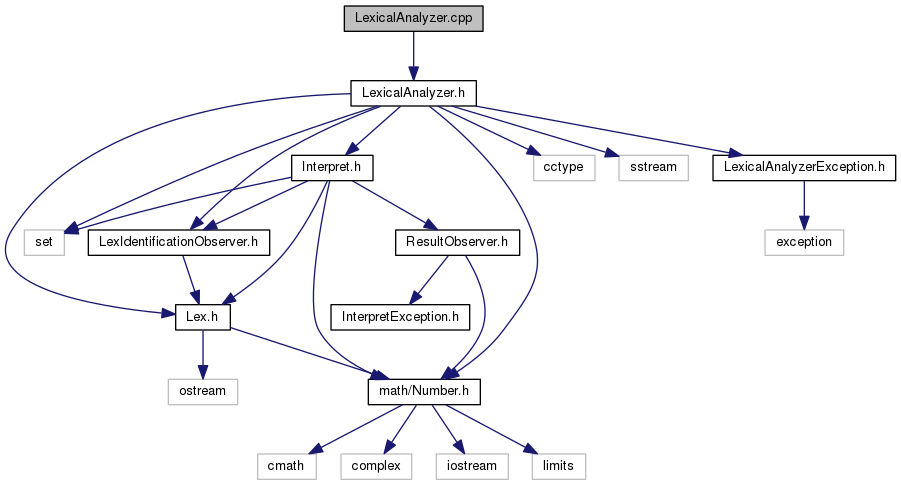 LexicalAnalyzer.cpp
LexicalAnalyzer.h
Interpret.h
cctype
sstream
LexicalAnalyzerException.h
set
LexIdentificationObserver.h
ResultObserver.h
exception
Lex.h
InterpretException.h
ostream
math/Number.h
cmath
complex
iostream
limits